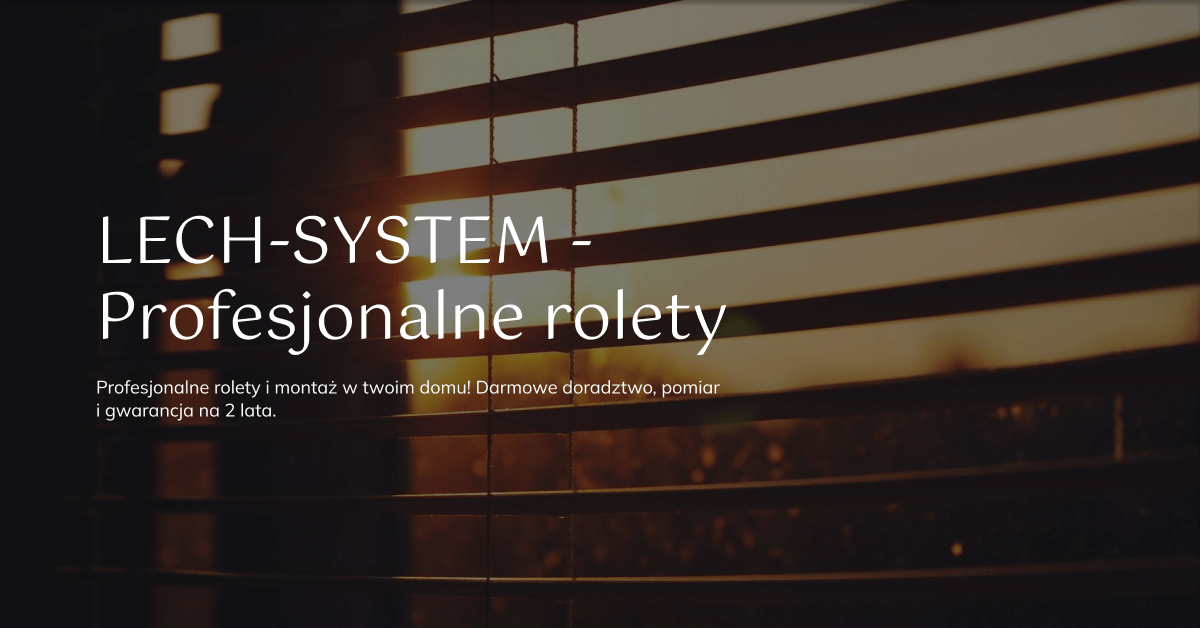 LECH-SYSTEM -
Profesjonalne rolety
Profesjonalne rolety i montaż w twoim domu! Darmowe doradztwo, pomiar
i gwarancja na 2 lata.